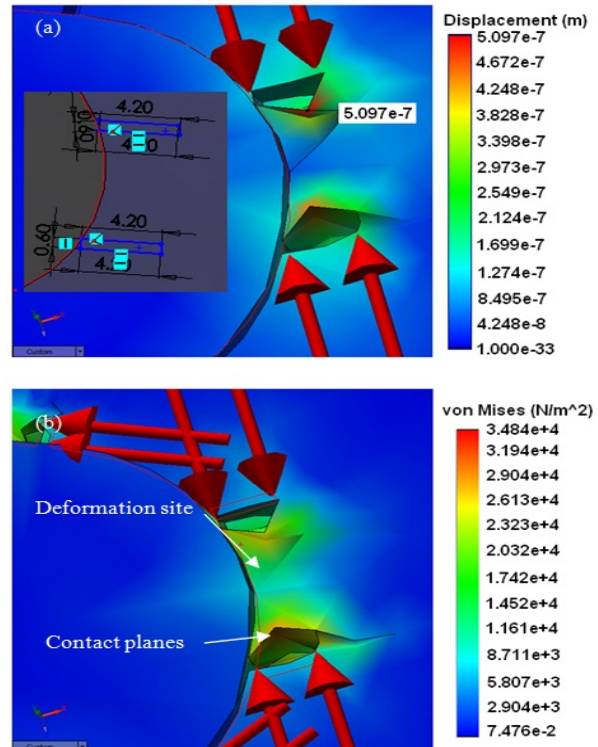 (a)
Displacement (m)
5.097e-7
4.672e-7
4.248e-7
3.828e-7
3.398e-7
2.973e-7
2.549e-7
2.124e-7
1.699e-7
1.274e-7
8.495e-7
4.248e-8
1.000e-33
5.097e-7
4.20
0.60
4.20
0.60
Custom
(b)
von Mises (N/m^2)
3.484e+4
3.194e+4
2.904e+4
2.613e+4
2.323e+4
2.032e+4
1.742e+4
1.452e+4
1.161e+4
8.711e+3
5.807e+3
2.904e+3
7.476e-2
Deformation site
Contact planes
Custom